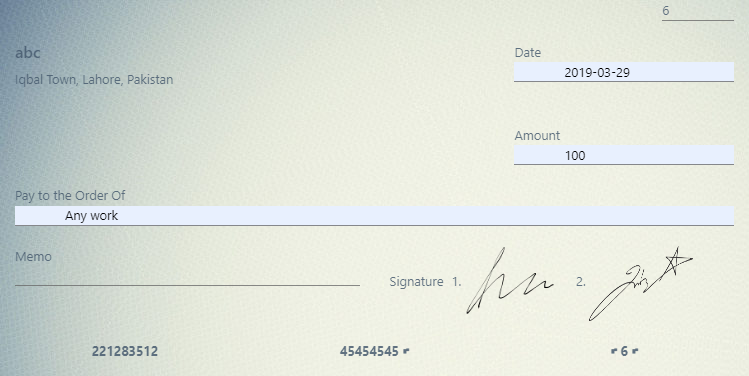 6
abc
Iqbal Town, Lahore, Pakistan
Date
2019-03-29
Amount
100
Pay to the Order Of
Any work
Memo
Signature 1. 2.
221283512 45454545 ⑈ ⑈ 6 ⑈